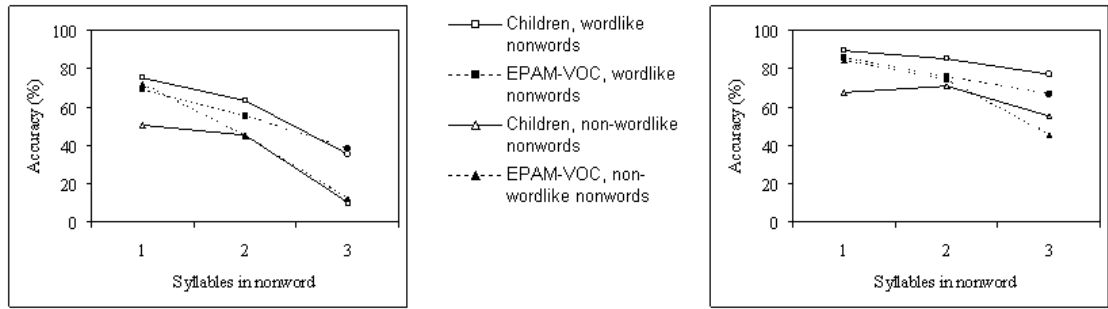 100
80
60
40
20
0
Accuracy (%)
1 2 3
Syllables in nonword
Children, wordlike
nonwords
EPAM-VOC, wordlike
nonwords
Children, non-wordlike
nonwords
EPAM-VOC, non-
wordlike nonwords
100
80
60
40
20
0
Accuracy (%)
1 2 3
Syllables in nonword